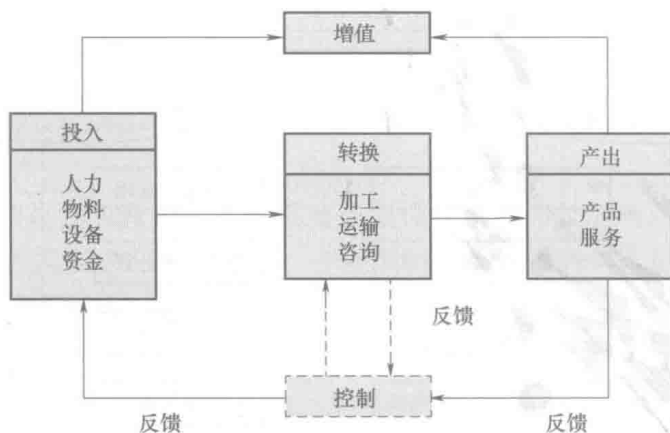 增值
投入
人力
物料
设备
资金
转换
加工
运输
咨询
产出
产品
服务
反馈
控制
反馈
反馈